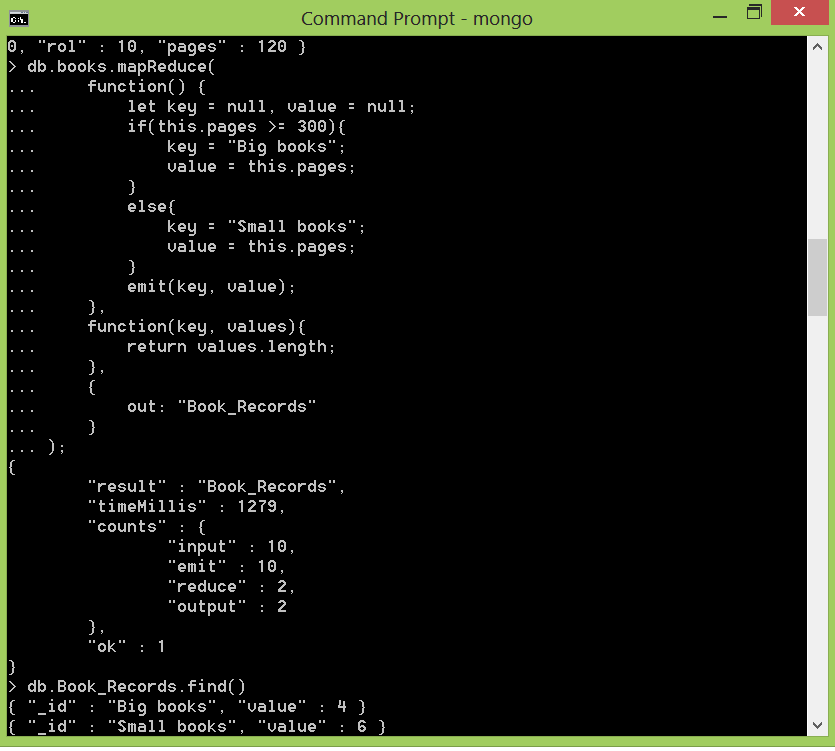 Command Prompt - mongo
0, "rol" : 10, "pages" : 120 }
> db.books.mapReduce(
...     function() {
...         let key = null, value = null;
...         if(this.pages >= 300){
...             key = "Big books";
...             value = this.pages;
...         }
...         else{
...             key = "Small books";
...             value = this.pages;
...         }
...         emit(key, value);
...     },
...     function(key, values){
...         return values.length;
...     },
...     {
...         out: "Book_Records"
...     }
... );
{
        "result" : "Book_Records",
        "timeMillis" : 1279,
        "counts" : {
                "input" : 10,
                "emit" : 10,
                "reduce" : 2,
                "output" : 2
        },
        "ok" : 1
}
> db.Book_Records.find()
{ "_id" : "Big books", "value" : 4 }
{ "_id" : "Small books", "value" : 6 }